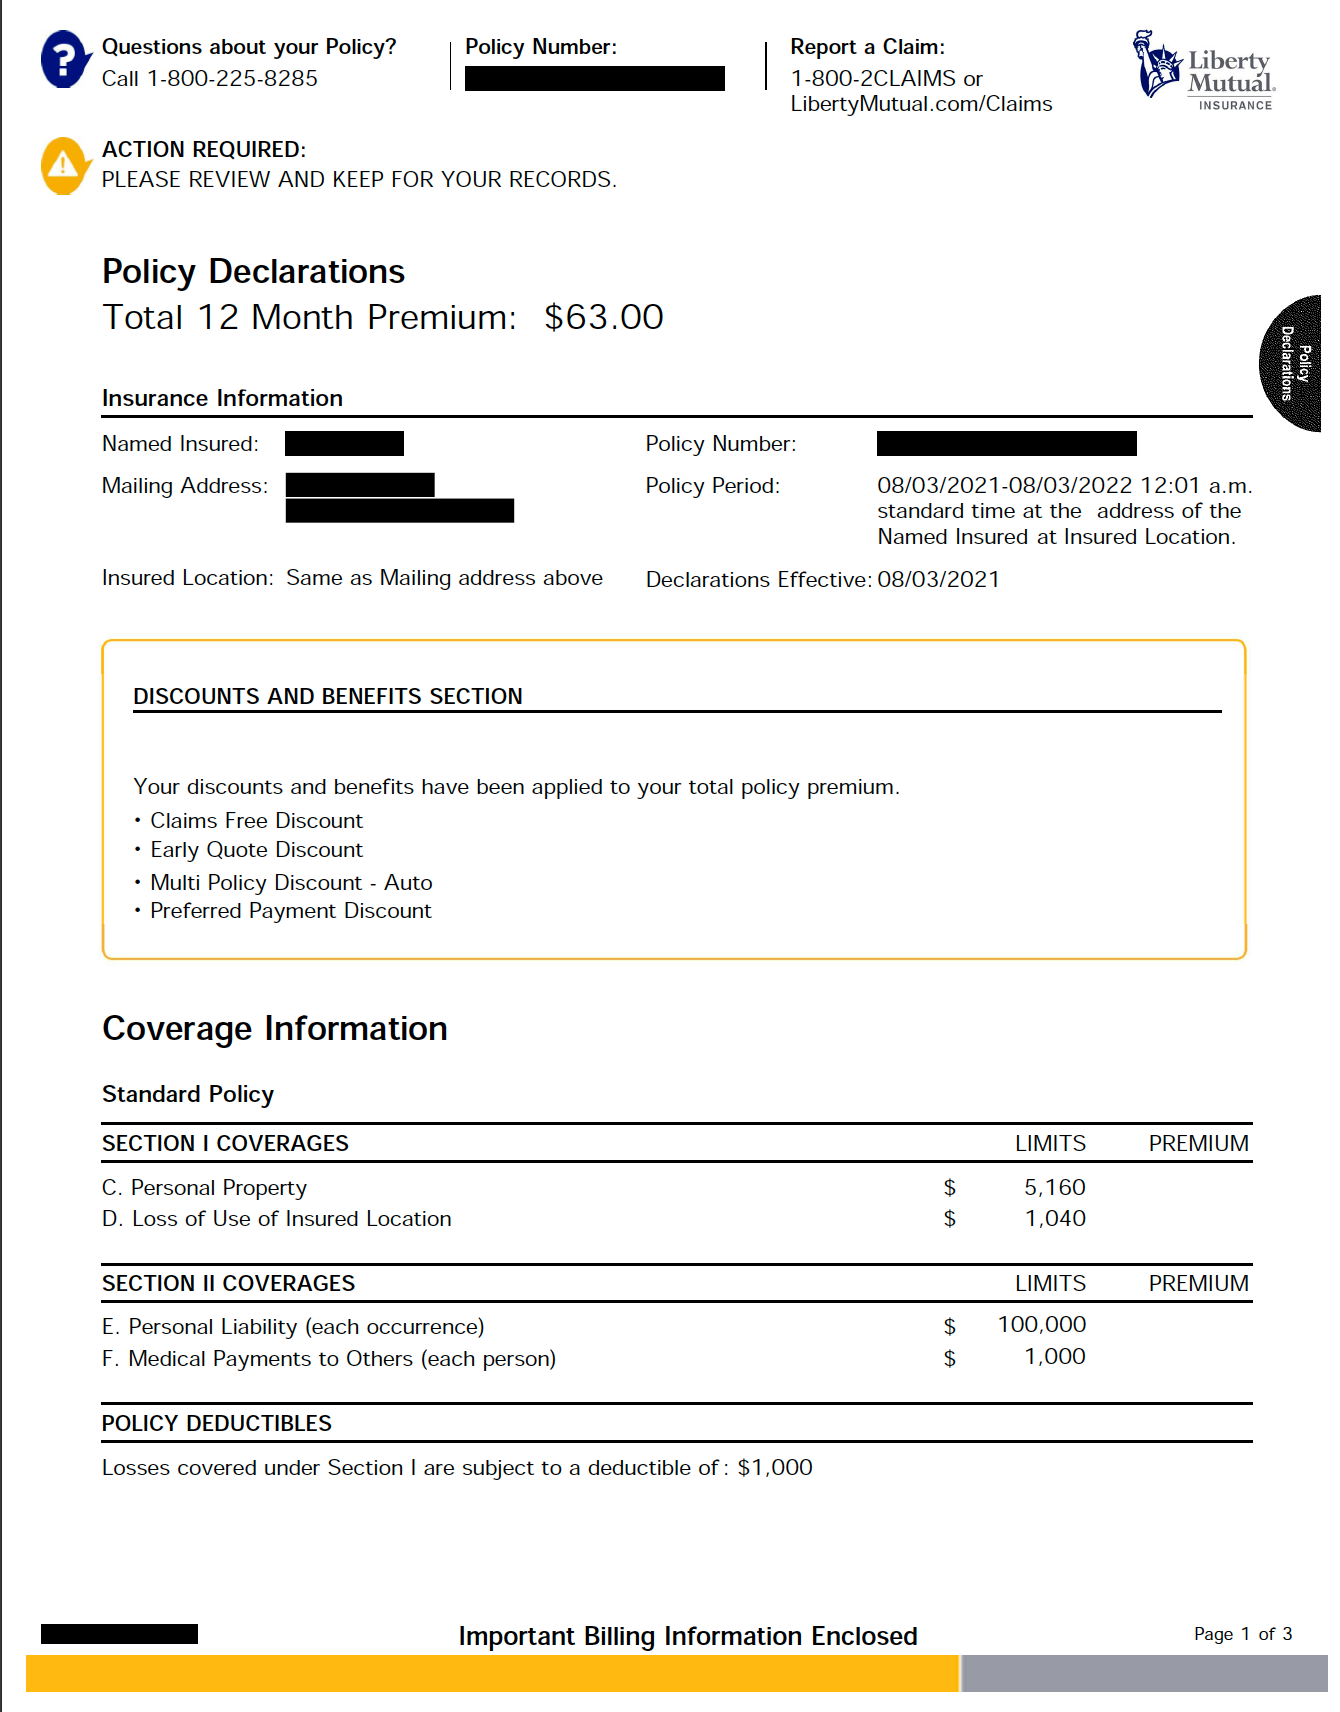 Questions about your Policy?
Call 1-800-225-8285
Policy Number:
Report a Claim:
1-800-2CLAIMS or
LibertyMutual.com/Claims
Liberty
Mutual.
INSURANCE
ACTION REQUIRED:
PLEASE REVIEW AND KEEP FOR YOUR RECORDS.
Policy Declarations
Total 12 Month Premium: $63.00
Policy
Declarations
Insurance Information
Named Insured:
Policy Number:
Mailing Address:
Policy Period: 08/03/2021-08/03/2022 12:01 a.m.
standard time at the address of the
Named Insured at Insured Location.
Insured Location: Same as Mailing address above
Declarations Effective: 08/03/2021
DISCOUNTS AND BENEFITS SECTION
Your discounts and benefits have been applied to your total policy premium.
• Claims Free Discount
• Early Quote Discount
• Multi Policy Discount - Auto
• Preferred Payment Discount
Coverage Information
Standard Policy
SECTION I COVERAGES LIMITS PREMIUM
C. Personal Property $ 5,160
D. Loss of Use of Insured Location $ 1,040
SECTION II COVERAGES LIMITS PREMIUM
E. Personal Liability (each occurrence) $ 100,000
F. Medical Payments to Others (each person) $ 1,000
POLICY DEDUCTIBLES
Losses covered under Section I are subject to a deductible of: $1,000
Important Billing Information Enclosed
Page 1 of 3